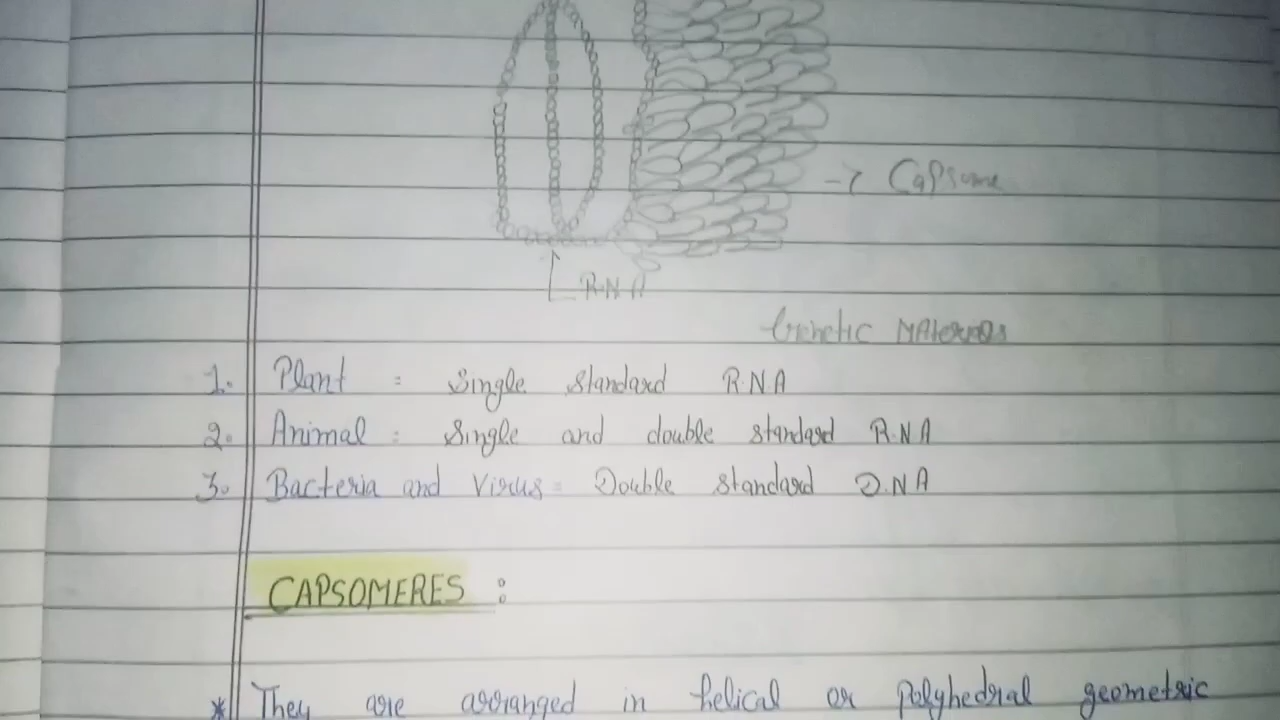 -> Capsome
R.N.A
Genetic Materials
1. Plant : Single standard R.N.A
2. Animal : Single and double standard R.N.A
3. Bacteria and Virus = Double standard D.N.A
CAPSOMERES :
* They are arranged in helical or polyhedral geometric